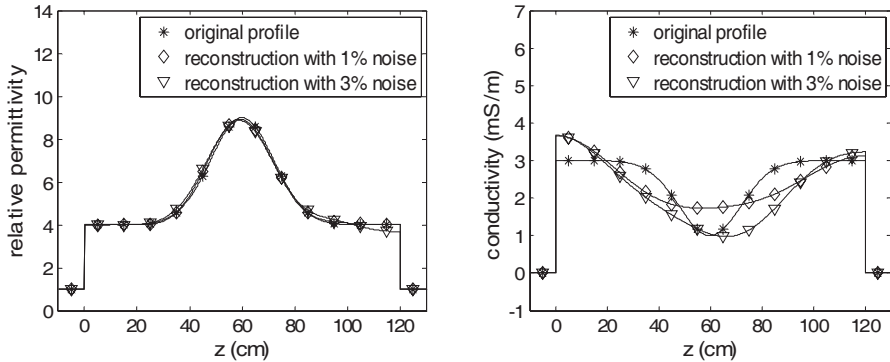 14
12
10
8
6
4
2
0
relative permittivity
original profile
reconstruction with 1% noise
reconstruction with 3% noise
0 20 40 60 80 100 120
z (cm)
7
6
5
4
3
2
1
0
-1
conductivity (mS/m)
original profile
reconstruction with 1% noise
reconstruction with 3% noise
0 20 40 60 80 100 120
z (cm)